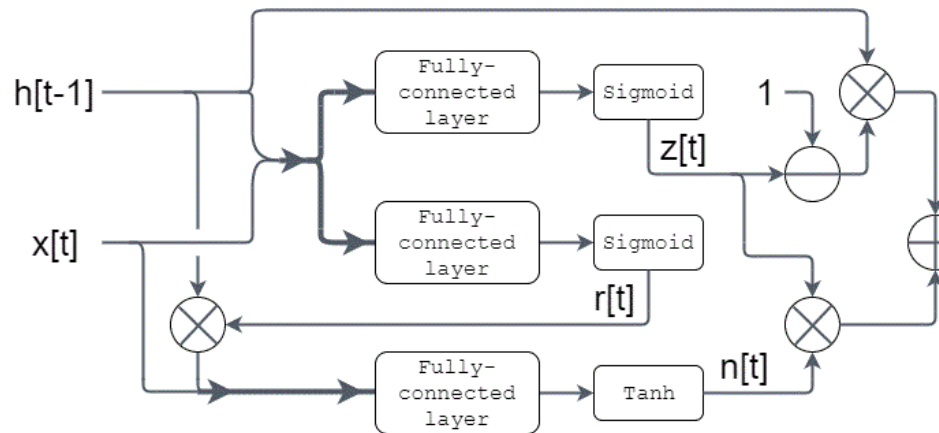 Fully-
connected
layer
Sigmoid
h[t-1]
1
z[t]
Fully-
connected
layer
Sigmoid
x[t]
r[t]
Fully-
connected
layer
Tanh
n[t]